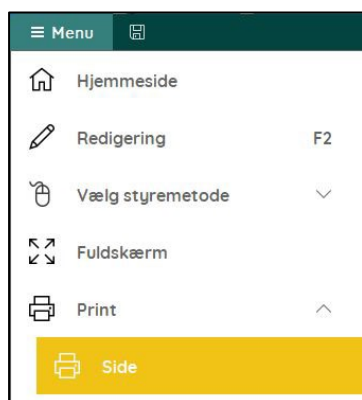 Menu
Hjemmeside
Redigering F2
Vælg styremetode
Fuldskærm
Print
Side